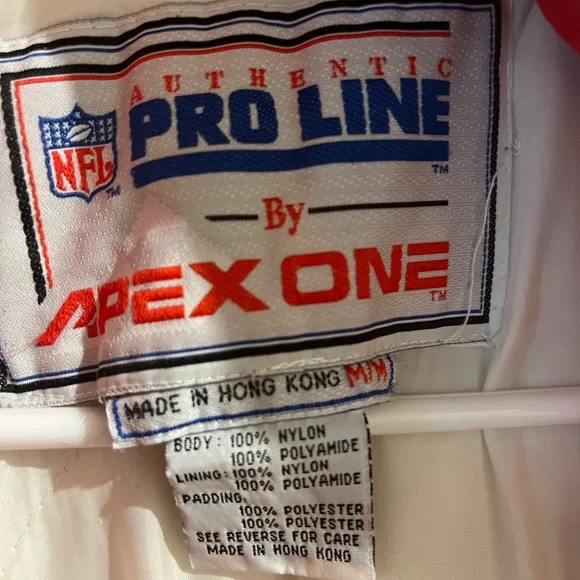 AUTHENTIC
PRO LINE
TM
NFL
TM
By
APEX ONE
TM
MADE IN HONG KONG M/M
BODY: 100% NYLON
100% POLYAMIDE
LINING: 100% NYLON
100% POLYAMIDE
PADDING:
100% POLYESTER
100% POLYESTER
SEE REVERSE FOR CARE
MADE IN HONG KONG